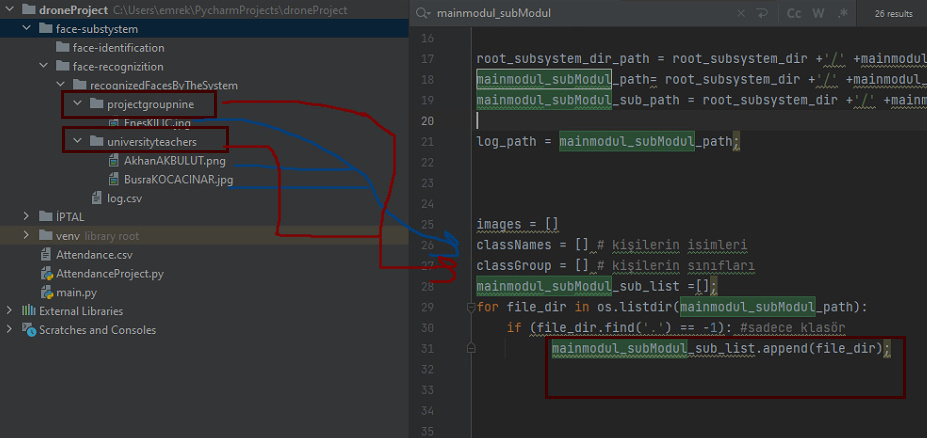 droneProject C:\Users\emrek\PycharmProjects\droneProject
face-substystem
face-identification
face-recognizition
recognizedFacesByTheSystem
projectgroupnine
EnesKILIC.jpg
universityteachers
AkhanAKBULUT.png
BusraKOCACINAR.jpg
log.csv
İPTAL
venv library root
Attendance.csv
AttendanceProject.py
main.py
External Libraries
Scratches and Consoles
mainmodul_subModul
Cc W .* 26 results
16
17 root_subsystem_dir_path = root_subsystem_dir +'/' +mainmodul
18 mainmodul_subModul_path= root_subsystem_dir +'/' +mainmodul_
19 mainmodul_subModul_sub_path = root_subsystem_dir +'/' +mainm
20
21 log_path = mainmodul_subModul_path;
22
23
24
25 images = []
26 classNames = [] # kişilerin isimleri
27 classGroup = [] # kişilerin sınıfları
28 mainmodul_subModul_sub_list =[];
29 for file_dir in os.listdir(mainmodul_subModul_path):
30 if (file_dir.find('.') == -1): #sadece klasör
31 mainmodul_subModul_sub_list.append(file_dir);
32
33
34
35